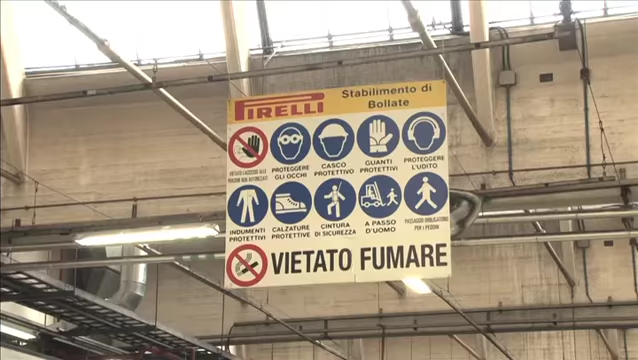 PIRELLI
Stabilimento di
Bollate
VIETATO L'ACCESSO ALLE
PERSONE NON AUTORIZZATE
PROTEGGERE
GLI OCCHI
CASCO
PROTETTIVO
GUANTI
PROTETTIVI
PROTEGGERE
L'UDITO
INDUMENTI
PROTETTIVI
CALZATURE
PROTETTIVE
CINTURA
DI SICUREZZA
A PASSO
D'UOMO
PASSAGGIO OBBLIGATORIO
PER I PEDONI
VIETATO FUMARE